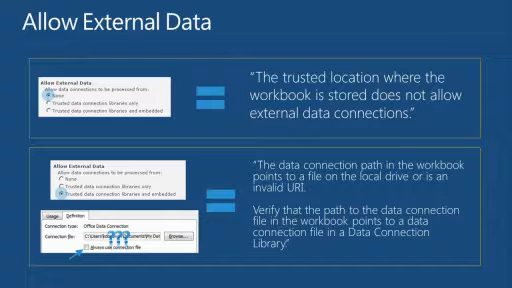 Allow External Data
Allow External Data
Allow data connections to be processed from:
None
Trusted data connection libraries only
Trusted data connection libraries and embedded
“The trusted location where the
workbook is stored does not allow
external data connections.”
Allow External Data
Allow data connections to be processed from:
None
Trusted data connection libraries only
Trusted data connection libraries and embedded
Usage Definition
Connection type: Office Data Connection
Connection file: Browse...
???
Always use connection file
“The data connection path in the workbook
points to a file on the local drive or is an
invalid URI.
Verify that the path to the data connection
file in the workbook points to a data
connection file in a Data Connection
Library.”